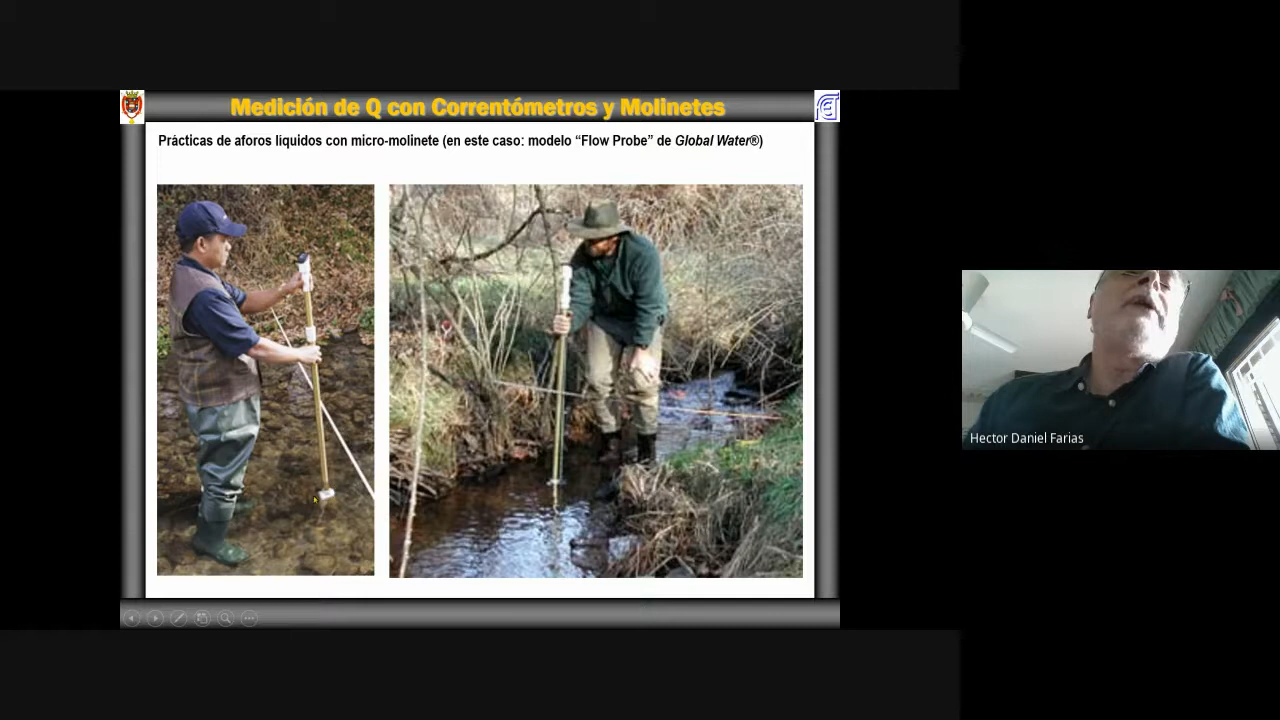 Medición de Q con Correntómetros y Molinetes
Prácticas de aforos líquidos con micro-molinete (en este caso: modelo “Flow Probe” de Global Water®)
Hector Daniel Farias